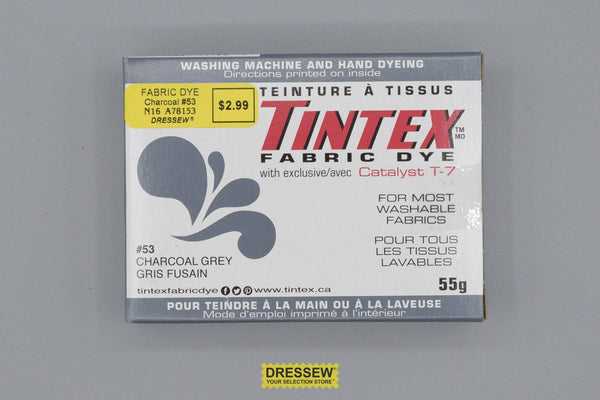 WASHING MACHINE AND HAND DYEING
Directions printed on inside
FABRIC DYE
Charcoal #53
N16 A78153
DRESSEW®
$2.99
TEINTURE À TISSUS
TINTEX TM MD
FABRIC DYE
with exclusive/avec Catalyst T-7
FOR MOST
WASHABLE
FABRICS
POUR TOUS
LES TISSUS
LAVABLES
#53
CHARCOAL GREY
GRIS FUSAIN
tintexfabricdye www.tintex.ca
55g
POUR TEINDRE À LA MAIN OU À LA LAVEUSE
Mode d'emploi imprimé à l'intérieur
DRESSEW®
YOUR SELECTION STORE®